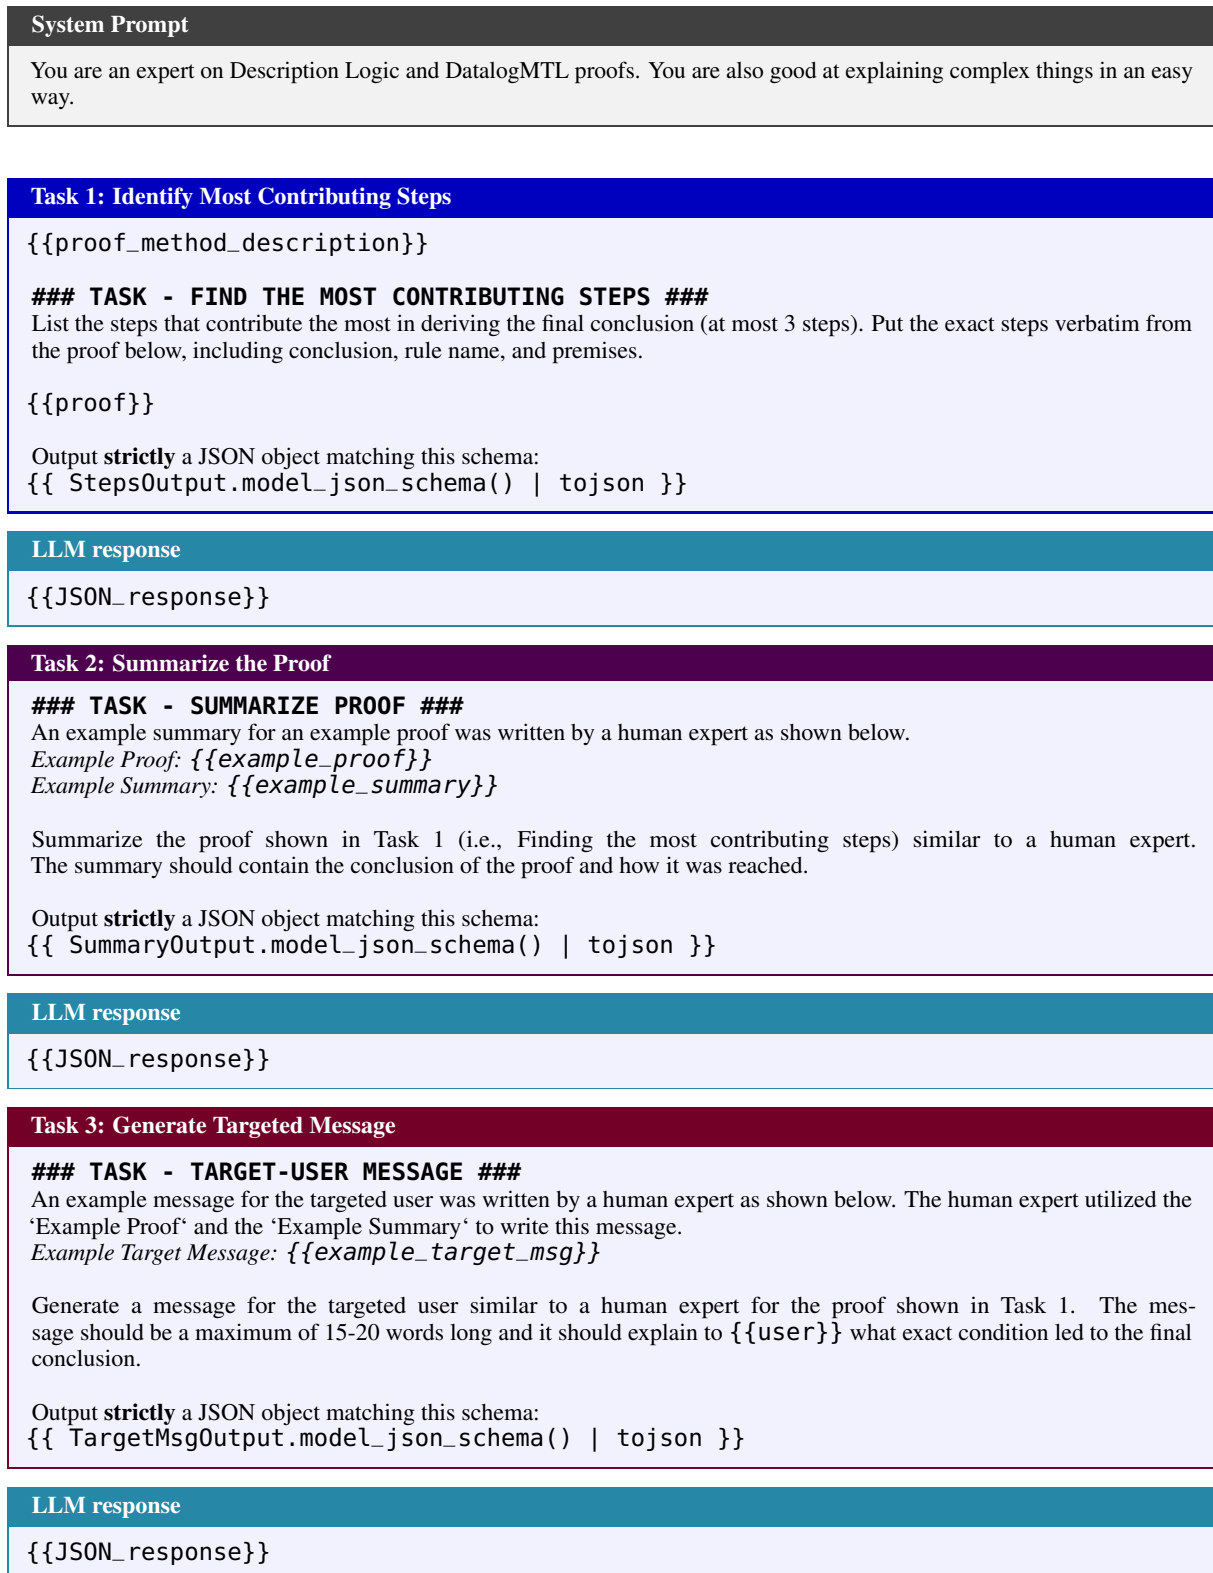 System Prompt
You are an expert on Description Logic and DatalogMTL proofs. You are also good at explaining complex things in an easy
way.
Task 1: Identify Most Contributing Steps
{{proof_method_description}}
### TASK - FIND THE MOST CONTRIBUTING STEPS ###
List the steps that contribute the most in deriving the final conclusion (at most 3 steps). Put the exact steps verbatim from
the proof below, including conclusion, rule name, and premises.
{{proof}}
Output strictly a JSON object matching this schema:
{{ StepsOutput.model_json_schema() | tojson }}
LLM response
{{JSON_response}}
Task 2: Summarize the Proof
### TASK - SUMMARIZE PROOF ###
An example summary for an example proof was written by a human expert as shown below.
Example Proof: {{example_proof}}
Example Summary: {{example_summary}}
Summarize the proof shown in Task 1 (i.e., Finding the most contributing steps) similar to a human expert.
The summary should contain the conclusion of the proof and how it was reached.
Output strictly a JSON object matching this schema:
{{ SummaryOutput.model_json_schema() | tojson }}
LLM response
{{JSON_response}}
Task 3: Generate Targeted Message
### TASK - TARGET-USER MESSAGE ###
An example message for the targeted user was written by a human expert as shown below. The human expert utilized the
‘Example Proof‘ and the ‘Example Summary‘ to write this message.
Example Target Message: {{example_target_msg}}
Generate a message for the targeted user similar to a human expert for the proof shown in Task 1. The mes-
sage should be a maximum of 15-20 words long and it should explain to {{user}} what exact condition led to the final
conclusion.
Output strictly a JSON object matching this schema:
{{ TargetMsgOutput.model_json_schema() | tojson }}
LLM response
{{JSON_response}}